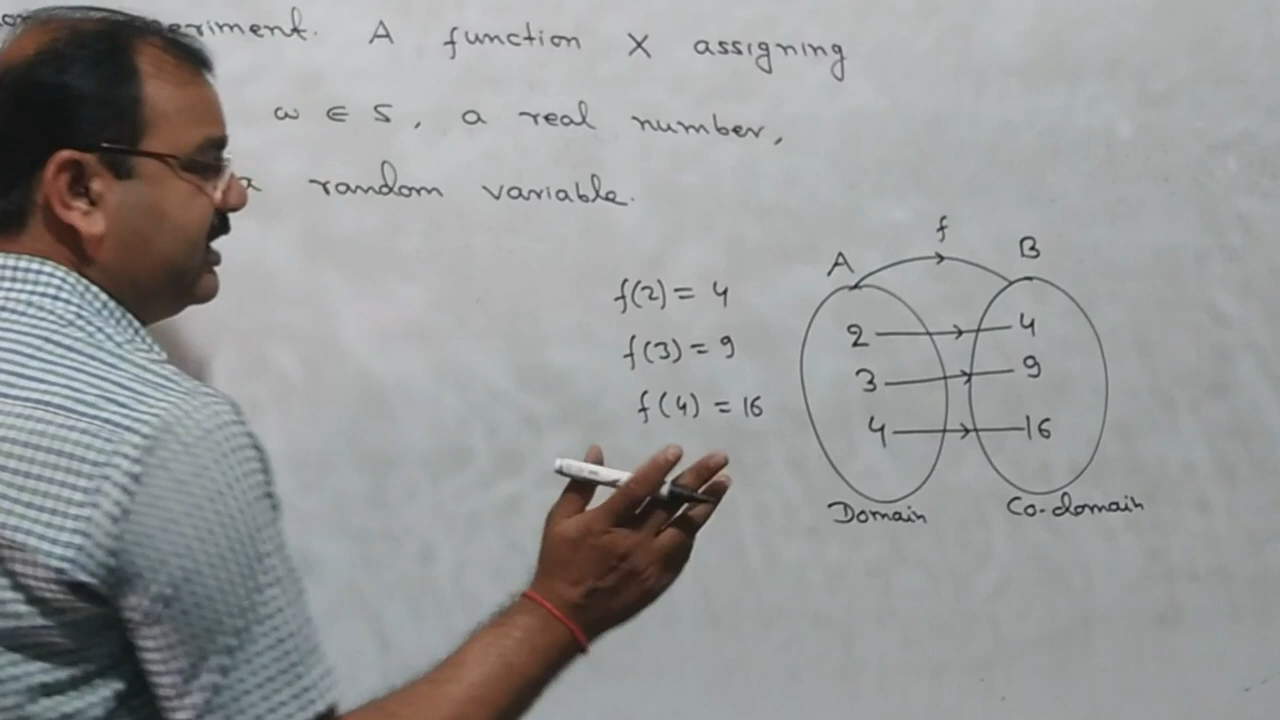 A function X assigning
ω ∈ S, a real number,
a random variable.
f
A B
f(2) = 4
f(3) = 9
f(4) = 16
2 4
3 9
4 16
Domain Co-domain